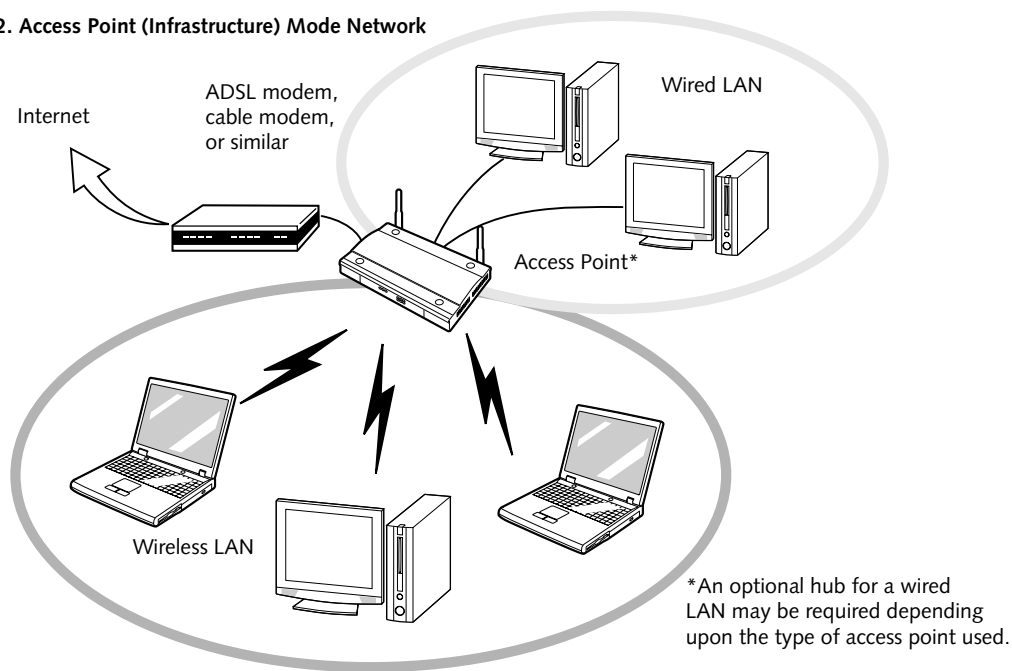 2. Access Point (Infrastructure) Mode Network
Internet
ADSL modem,
cable modem,
or similar
Wired LAN
Access Point*
Wireless LAN
*An optional hub for a wired
LAN may be required depending
upon the type of access point used.